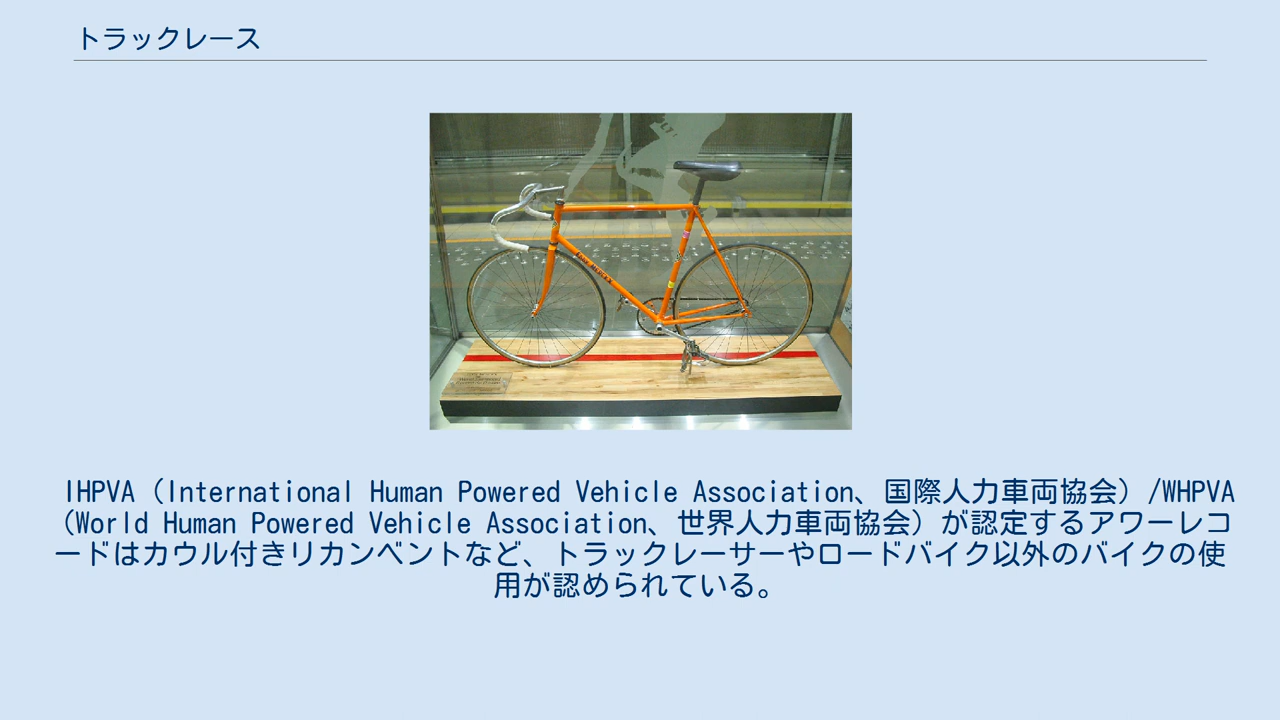 トラックレース
IHPVA（International Human Powered Vehicle Association、国際人力車両協会）/WHPVA
（World Human Powered Vehicle Association、世界人力車両協会）が認定するアワーレコ
ードはカウル付きリカンベントなど、トラックレーサーやロードバイク以外のバイクの使
用が認められている。